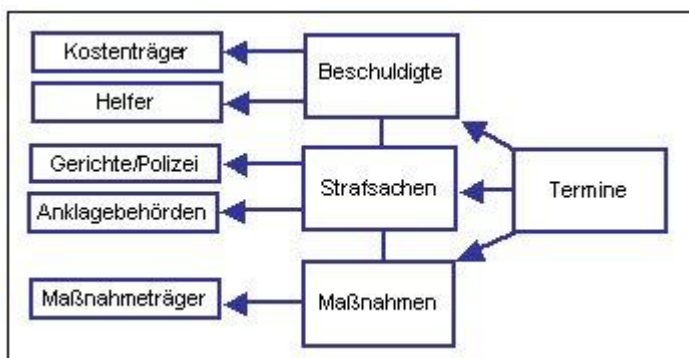 Kostenträger
Beschuldigte
Helfer
Gerichte/Polizei
Strafsachen
Termine
Anklagebehörden
Maßnahmeträger
Maßnahmen